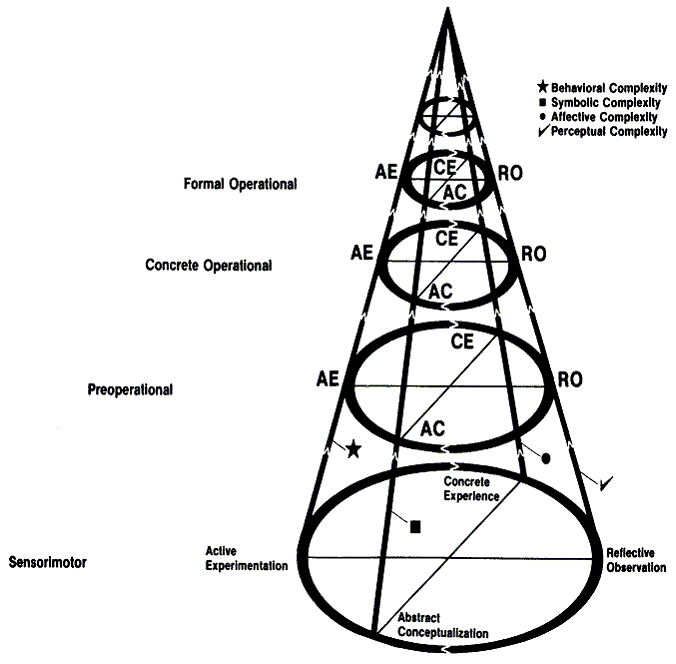 ★ Behavioral Complexity
■ Symbolic Complexity
● Affective Complexity
✓ Perceptual Complexity
Formal Operational
AE
CE
RO
AC
Concrete Operational
AE
CE
RO
AC
Preoperational
AE
CE
RO
AC
Sensorimotor
Concrete
Experience
Active
Experimentation
Reflective
Observation
Abstract
Conceptualization